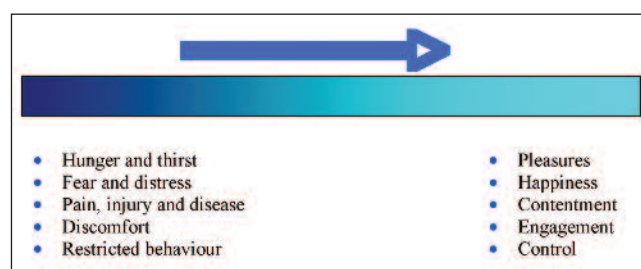 Hunger and thirst
Fear and distress
Pain, injury and disease
Discomfort
Restricted behaviour
Pleasures
Happiness
Contentment
Engagement
Control